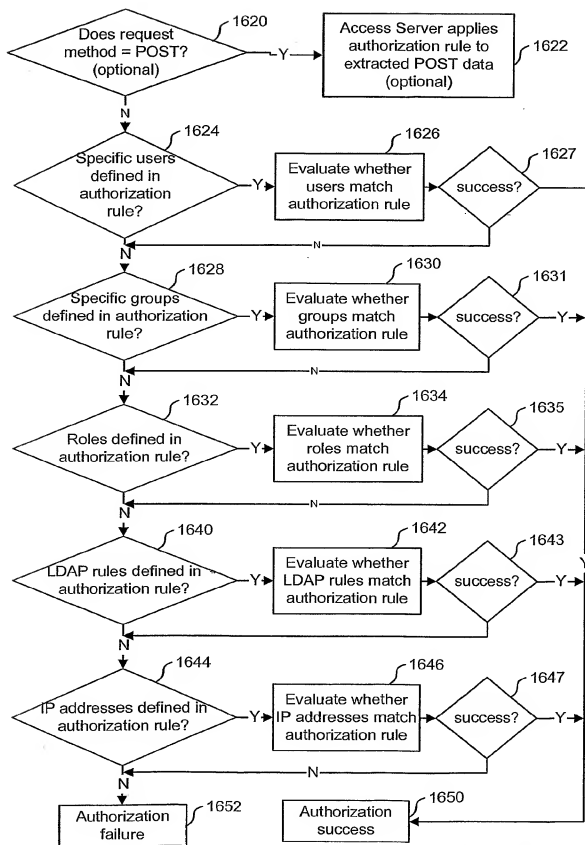 1620
Does request
method = POST?
(optional)
Y
Access Server applies
authorization rule to
extracted POST data
(optional)
1622
N
1624
Specific users
defined in
authorization
rule?
Y
1626
Evaluate whether
users match
authorization rule
1627
success?
N
N
1628
Specific groups
defined in authorization
rule?
Y
1630
Evaluate whether
groups match
authorization rule
1631
success?
Y
N
N
1632
Roles defined in
authorization rule?
Y
1634
Evaluate whether
roles match
authorization rule
1635
success?
Y
N
N
1640
LDAP rules defined in
authorization rule?
Y
1642
Evaluate whether
LDAP rules match
authorization rule
1643
success?
Y
Y
N
N
1644
IP addresses defined in
authorization rule?
Y
1646
Evaluate whether
IP addresses match
authorization rule
1647
success?
Y
N
N
Authorization
failure
1652
Authorization
success
1650